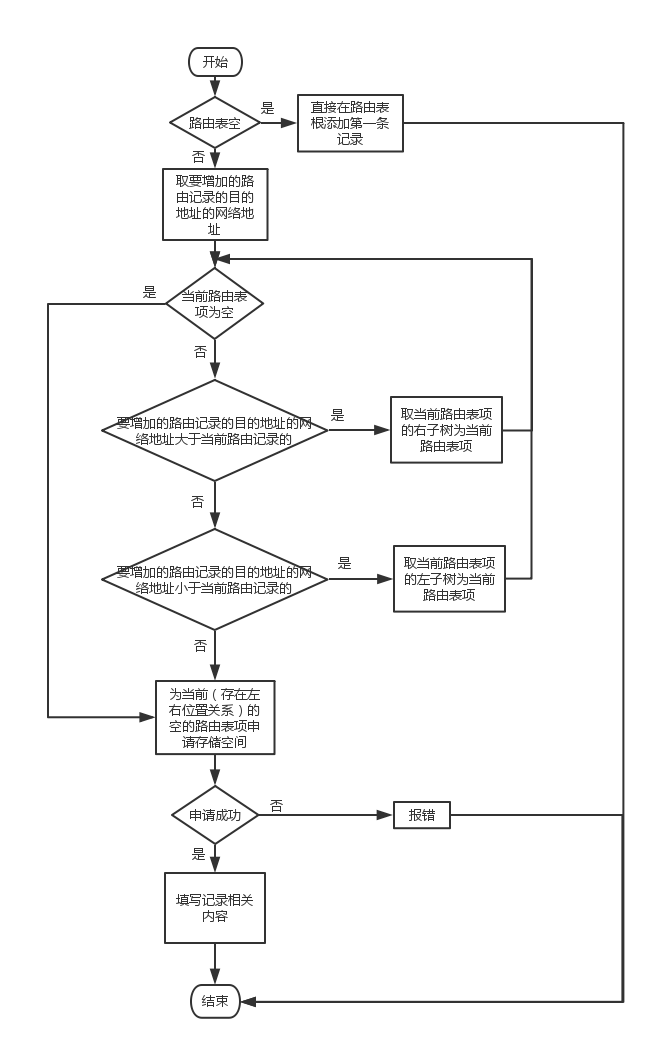 开始
路由表空
是
直接在路由表
根添加第一条
记录
否
取要增加的路
由记录的目的
地址的网络地
址
是
当前路由表
项为空
否
要增加的路由记录的目的地址的网
络地址大于当前路由记录的
是
取当前路由表项
的右子树为当前
路由表项
否
要增加的路由记录的目的地址的网
络地址小于当前路由记录的
是
取当前路由表项
的左子树为当前
路由表项
否
为当前（存在左
右位置关系）的
空的路由表项申
请存储空间
申请成功
否
报错
是
填写记录相关
内容
结束